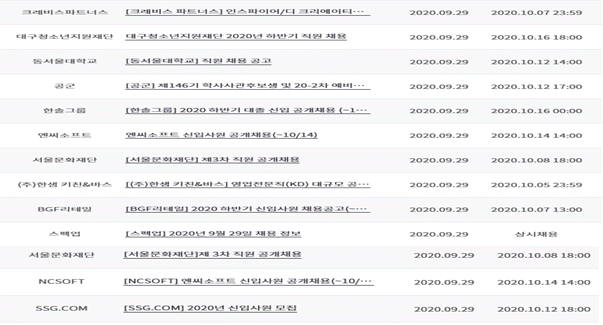 크레비스파트너스 [크레비스 파트너스] 인스파이어/디 크리에이티··· 2020.09.29 2020.10.07 23:59
대구청소년지원재단 대구청소년지원재단 2020년 하반기 직원 채용 2020.09.29 2020.10.16 18:00
동서울대학교 [동서울대학교] 직원 채용 공고 2020.09.29 2020.10.12 14:00
공군 [공군] 제146기 학사사관후보생 및 20-2차 예비··· 2020.09.29 2020.10.12 17:00
한솔그룹 [한솔그룹] 2020 하반기 대졸 신입 공개채용 (~1··· 2020.09.29 2020.10.16 00:00
엔씨소프트 엔씨소프트 신입사원 공개채용(~10/14) 2020.09.29 2020.10.14 14:00
서울문화재단 [서울문화재단] 제3차 직원 공개채용 2020.09.29 2020.10.08 18:00
(주)한샘 키친&바스 [(주)한샘 키친&바스] 영업전문직(KD) 대규모 공··· 2020.09.29 2020.10.05 23:59
BGF리테일 [BGF리테일] 2020 하반기 신입사원 채용공고(~··· 2020.09.29 2020.10.07 13:00
스펙업 [스펙업] 2020년 9월 29일 채용 정보 2020.09.29 상시채용
서울문화재단 [서울문화재단]제 3차 직원 공개채용 2020.09.29 2020.10.08 18:00
NCSOFT [NCSOFT] 엔씨소프트 신입사원 공개채용(~10/··· 2020.09.29 2020.10.14 14:00
SSG.COM [SSG.COM] 2020년 신입사원 모집 2020.09.29 2020.10.12 18:00